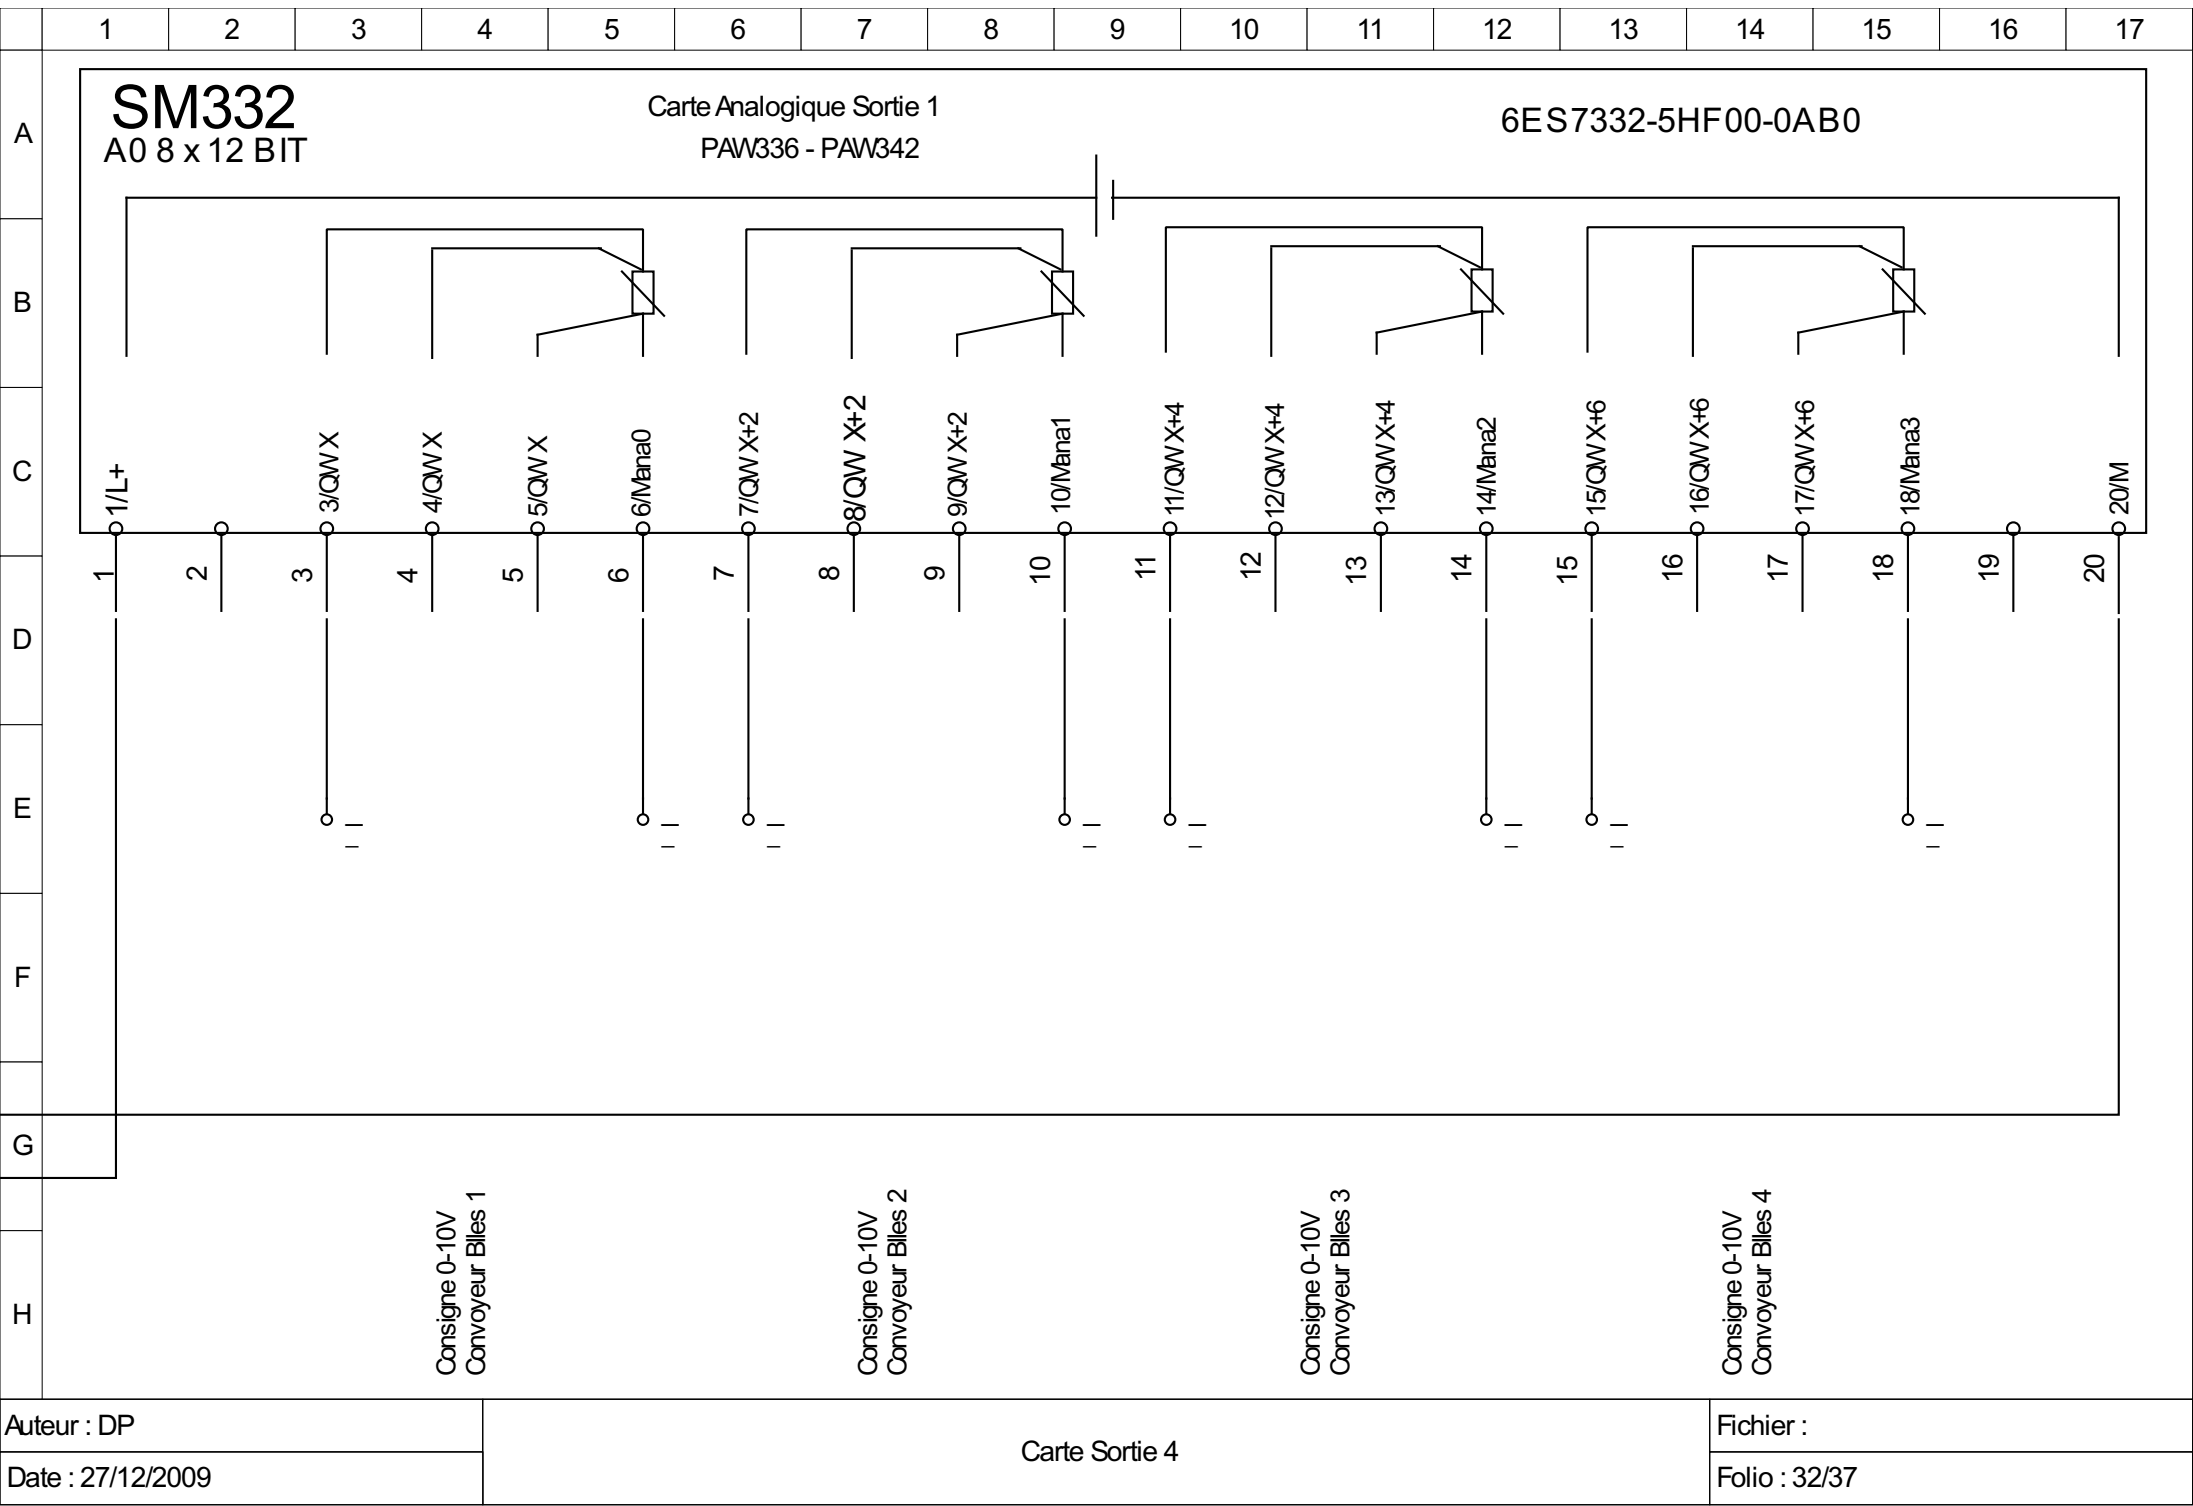 1 2 3 4 5 6 7 8 9 10 11 12 13 14 15 16 17
A
B
C
D
E
F
G
H
SM332
A0 8 x 12 BIT
Carte Analogique Sortie 1
PAW336 - PAW342
6ES7332-5HF00-0AB0
1/L+
3/QW X
4/QW X
5/QW X
6/Mana0
7/QW X+2
8/QW X+2
9/QW X+2
10/Mana1
11/QW X+4
12/QW X+4
13/QW X+4
14/Mana2
15/QW X+6
16/QW X+6
17/QW X+6
18/Mana3
20/M
1 2 3 4 5 6 7 8 9 10 11 12 13 14 15 16 17 18 19 20
Consigne 0-10V
Convoyeur Blles 1
Consigne 0-10V
Convoyeur Blles 2
Consigne 0-10V
Convoyeur Blles 3
Consigne 0-10V
Convoyeur Blles 4
Auteur : DP
Date : 27/12/2009
Carte Sortie 4
Fichier :
Folio : 32/37